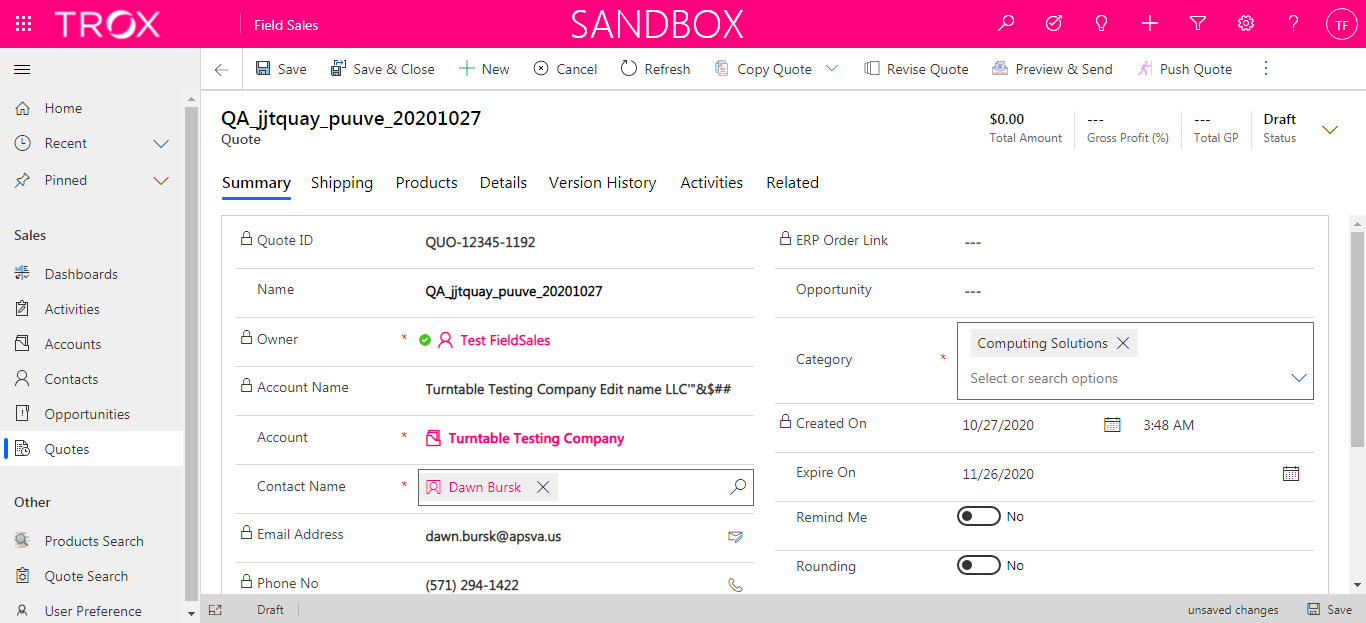 TROX
Field Sales
SANDBOX
TF
Save
Save & Close
New
Cancel
Refresh
Copy Quote
Revise Quote
Preview & Send
Push Quote
Home
Recent
Pinned
Sales
Dashboards
Activities
Accounts
Contacts
Opportunities
Quotes
Other
Products Search
Quote Search
User Preference
QA_jjtquay_puuve_20201027
Quote
$0.00
Total Amount
---
Gross Profit (%)
---
Total GP
Draft
Status
Summary
Shipping
Products
Details
Version History
Activities
Related
Quote ID
QUO-12345-1192
Name
QA_jjtquay_puuve_20201027
Owner
*
Test FieldSales
Account Name
Turntable Testing Company Edit name LLC'"&$##
Account
*
Turntable Testing Company
Contact Name
*
Dawn Bursk
Email Address
dawn.bursk@apsva.us
Phone No
(571) 294-1422
ERP Order Link
---
Opportunity
---
Category
*
Computing Solutions
Select or search options
Created On
10/27/2020
3:48 AM
Expire On
11/26/2020
Remind Me
No
Rounding
No
Draft
unsaved changes
Save